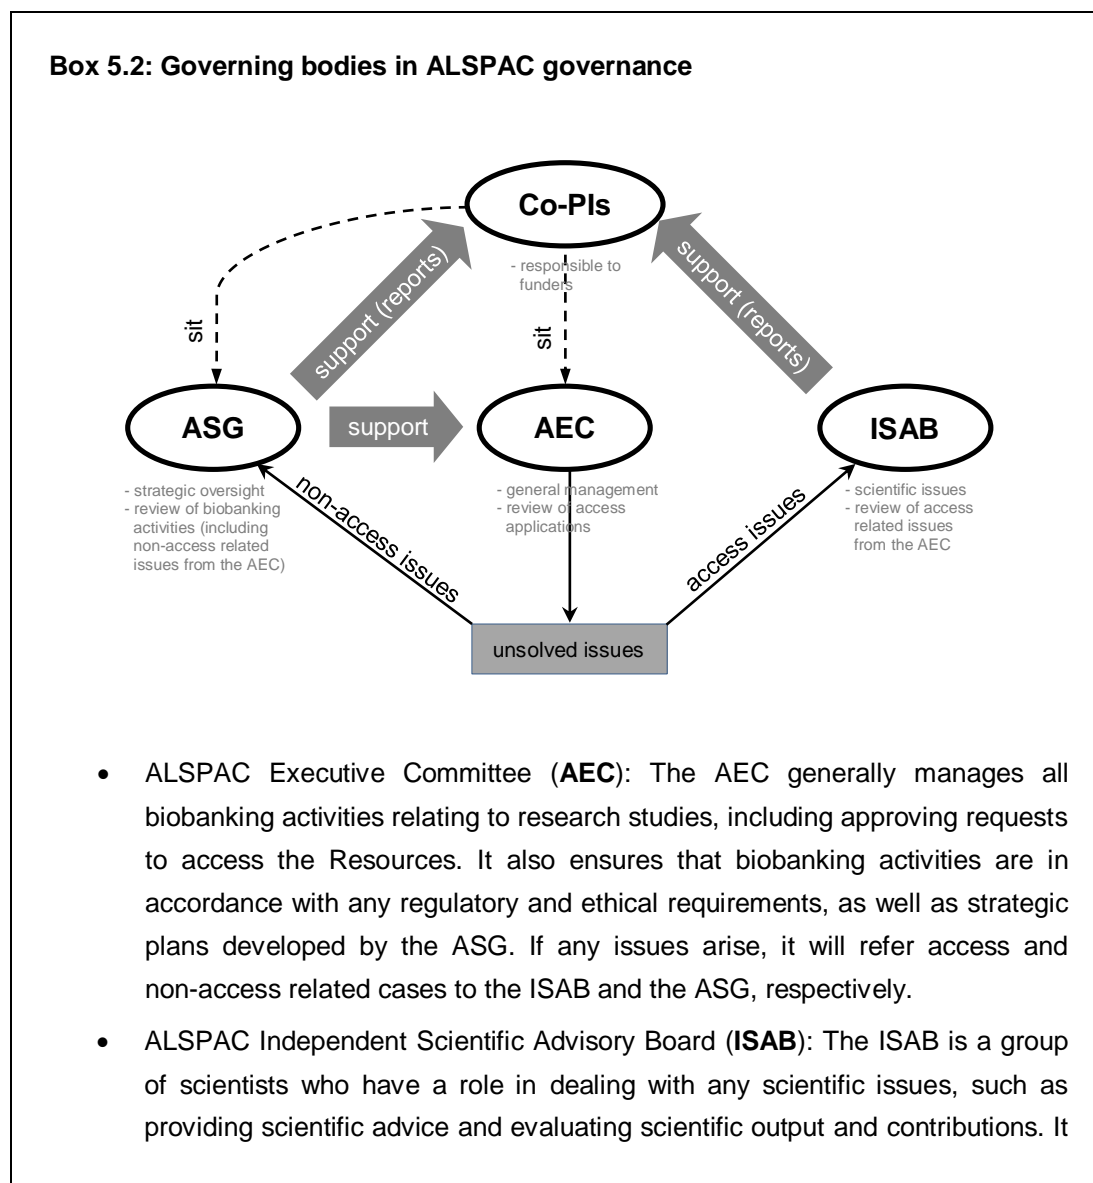 Box 5.2: Governing bodies in ALSPAC governance
Co-PIs
- responsible to
funders
support (reports)
support (reports)
sit
sit
ASG
support
AEC
ISAB
- strategic oversight
- review of biobanking
activities (including
non-access related
issues from the AEC)
- general management
- review of access
applications
- scientific issues
- review of access
related issues
from the AEC
non-access issues
access issues
unsolved issues
• ALSPAC Executive Committee (AEC): The AEC generally manages all
biobanking activities relating to research studies, including approving requests
to access the Resources. It also ensures that biobanking activities are in
accordance with any regulatory and ethical requirements, as well as strategic
plans developed by the ASG. If any issues arise, it will refer access and
non-access related cases to the ISAB and the ASG, respectively.
• ALSPAC Independent Scientific Advisory Board (ISAB): The ISAB is a group
of scientists who have a role in dealing with any scientific issues, such as
providing scientific advice and evaluating scientific output and contributions. It